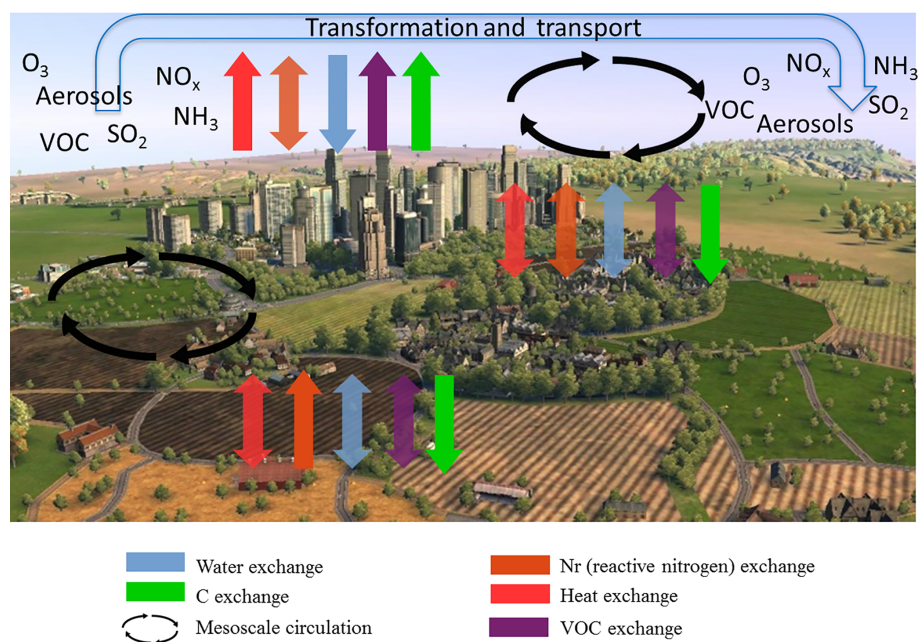 Transformation and transport
O₃
Aerosols
VOC
SO₂
NOₓ
NH₃
O₃
NOₓ
NH₃
VOC
SO₂
Aerosols
Water exchange
C exchange
Mesoscale circulation
Nr (reactive nitrogen) exchange
Heat exchange
VOC exchange